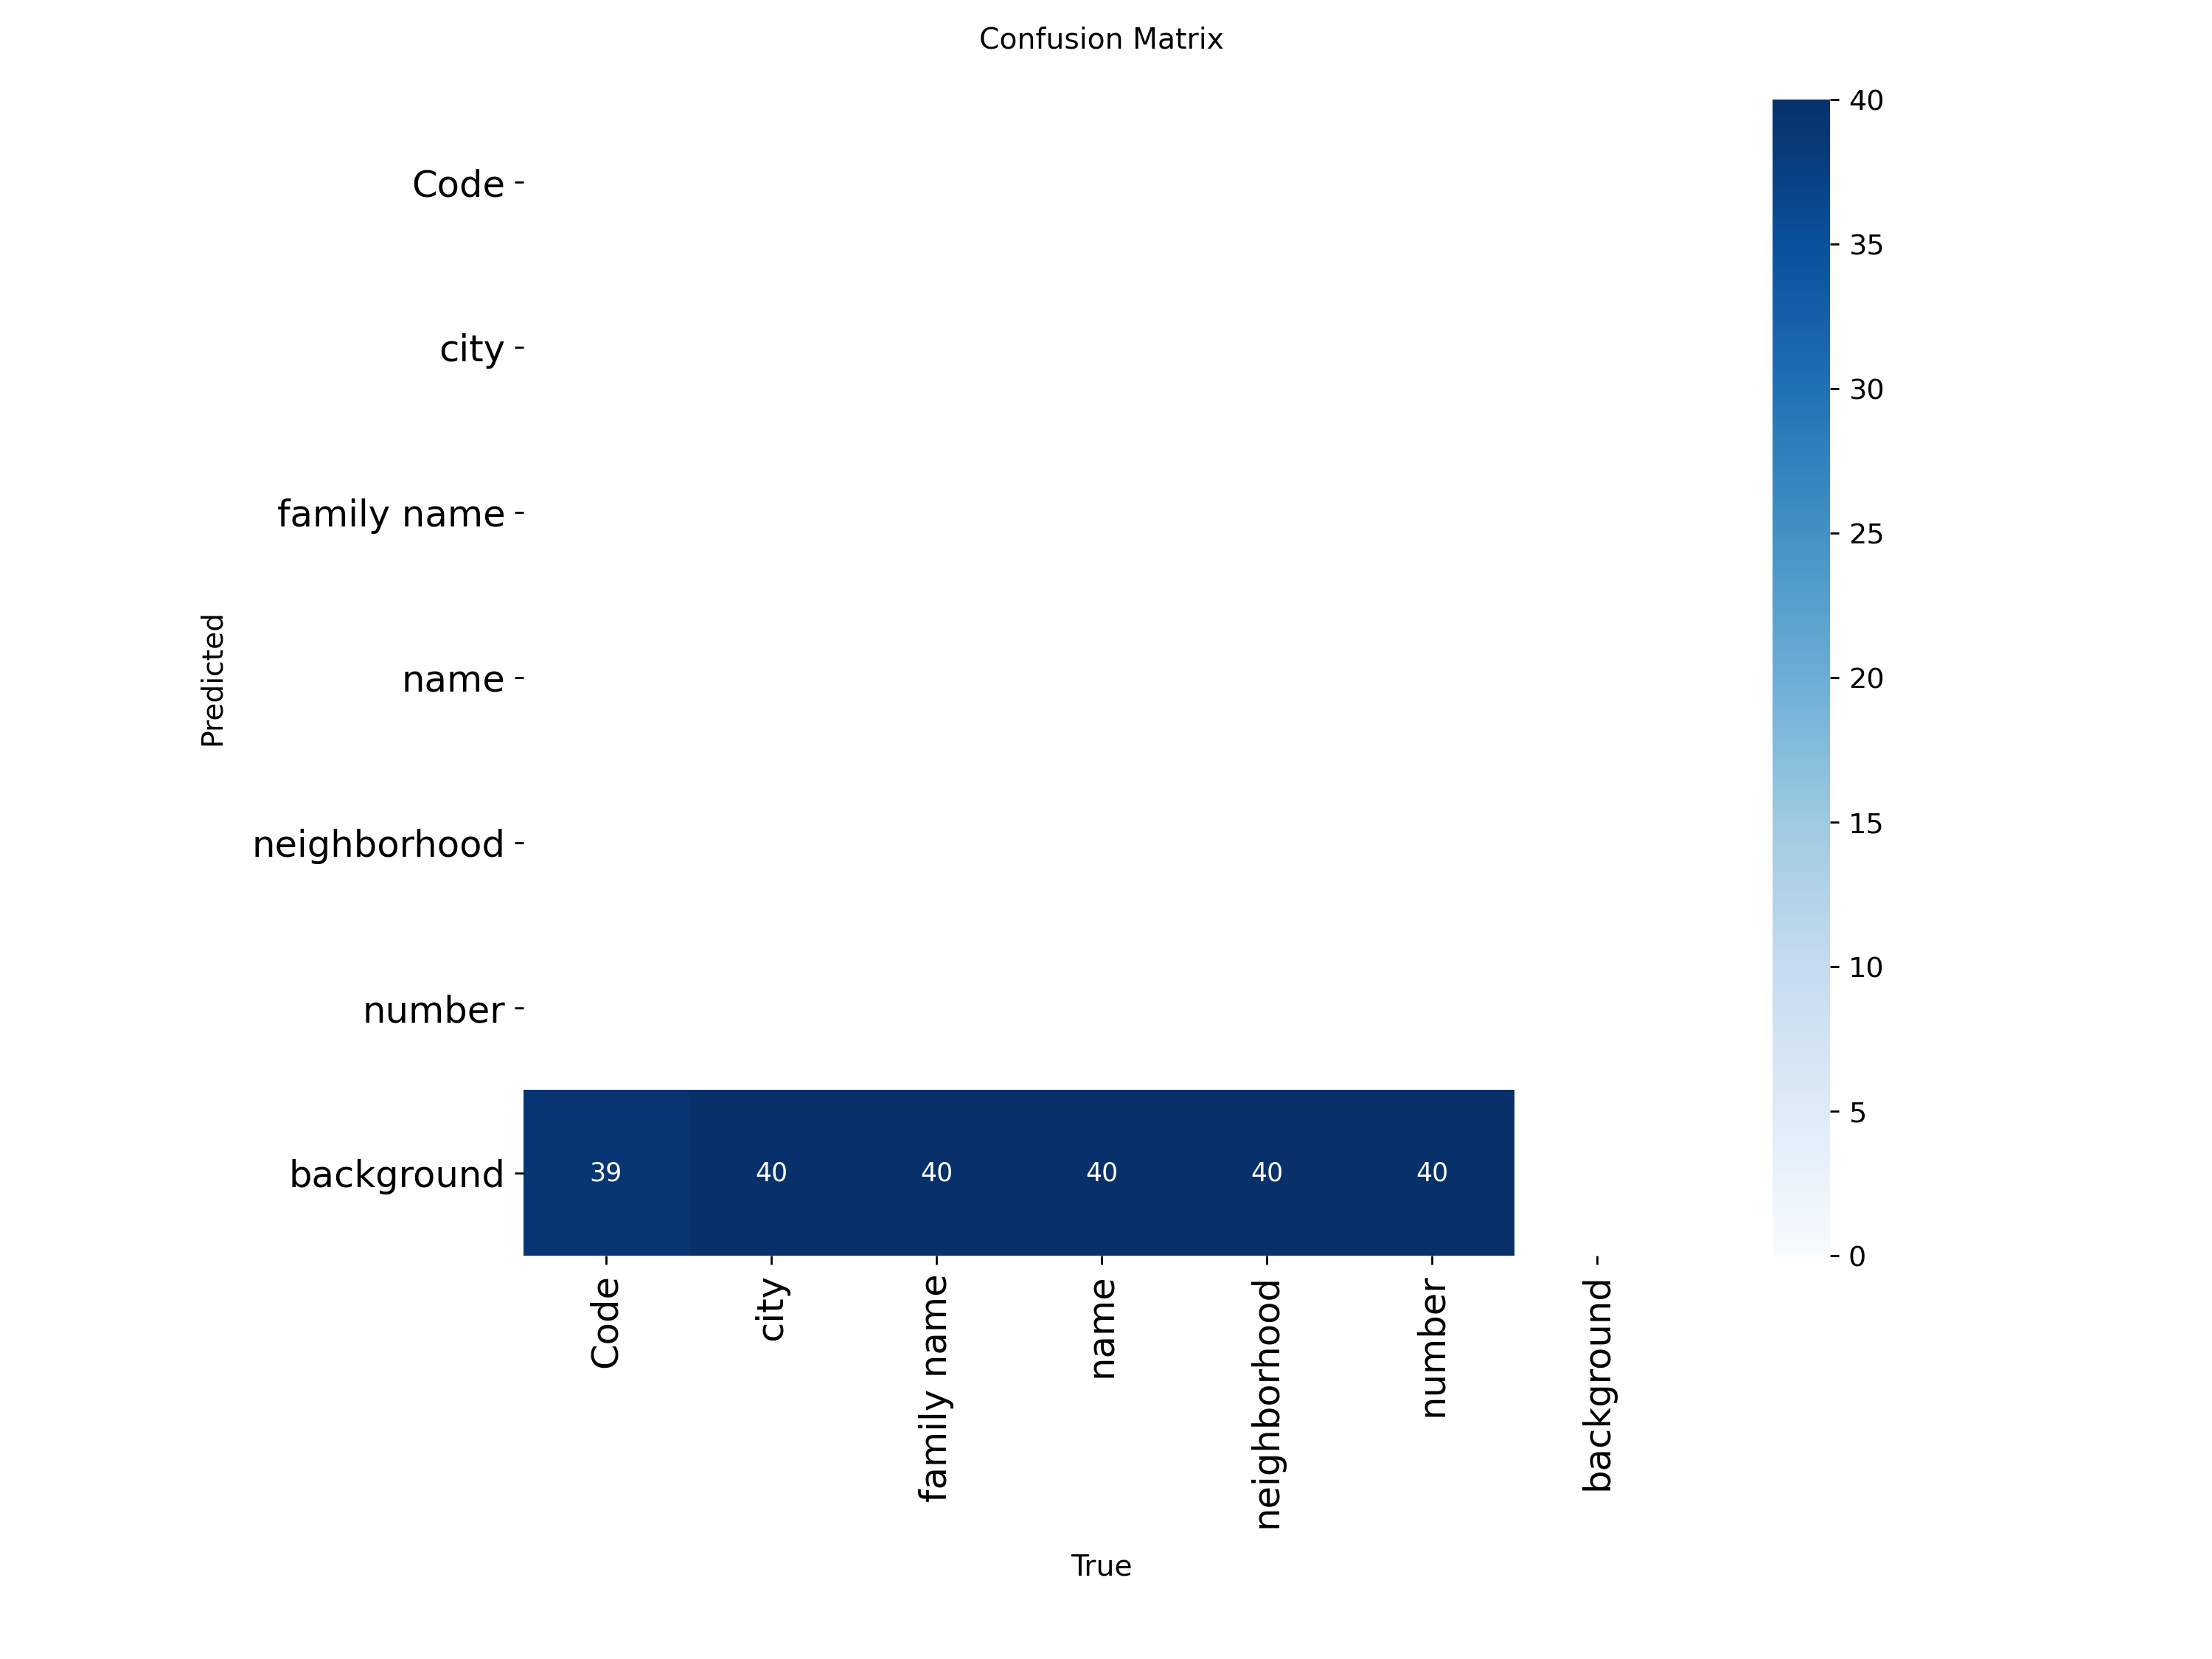 Confusion Matrix
40
Code
35
city
30
family name
25
Predicted
name
20
neighborhood
15
number
10
5
background
39 40 40 40 40 40
0
Code
city
family name
name
neighborhood
number
background
True